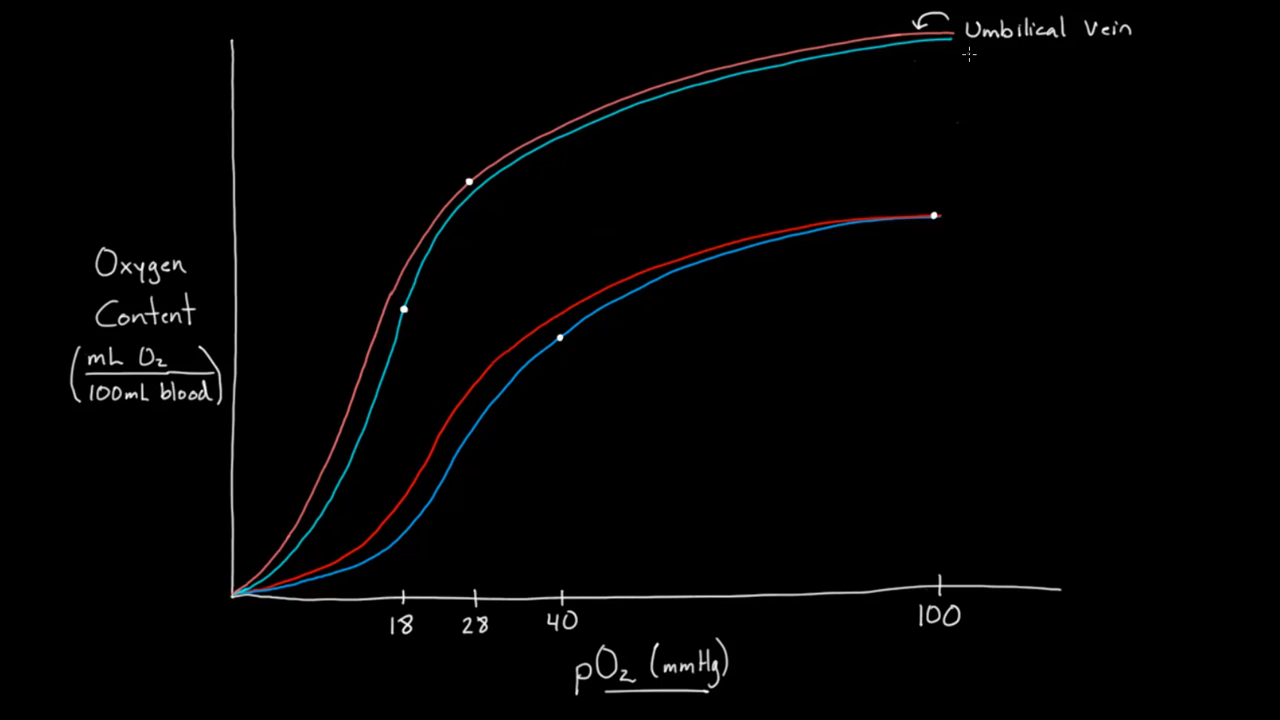 Umbilical Vein
Oxygen
Content
(mL O₂
100mL blood)
18 28 40 100
pO₂ (mmHg)